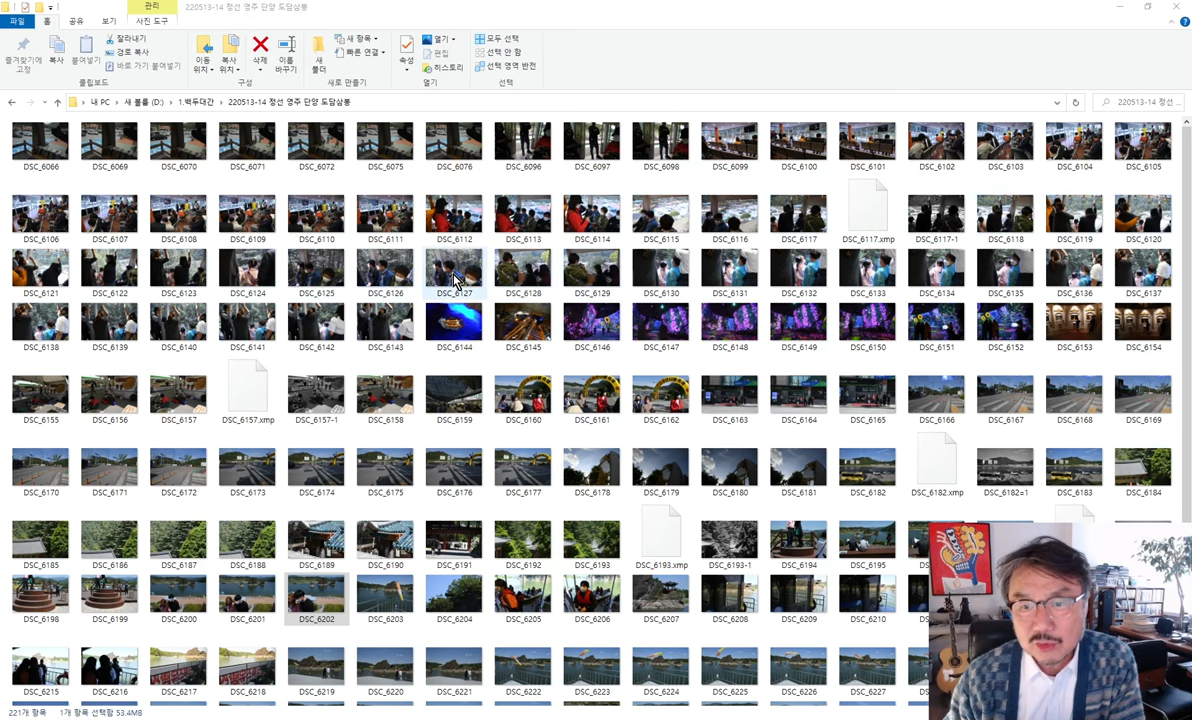 관리
220513-14 정선 영주 단양 도담삼봉
파일 홈 공유 보기 사진 도구
즐겨찾기에 고정
복사
붙여넣기
잘라내기
경로 복사
바로 가기 붙여넣기
클립보드
이동 위치
복사 위치
삭제
이름 바꾸기
구성
새 폴더
새 항목
빠른 연결
새로 만들기
속성
열기
편집
히스토리
열기
모두 선택
선택 안 함
선택 영역 반전
선택
내 PC > 새 볼륨 (D:) > 1.백두대간 > 220513-14 정선 영주 단양 도담삼봉
220513-14 정선 ...
DSC_6066 DSC_6069 DSC_6070 DSC_6071 DSC_6072 DSC_6075 DSC_6076 DSC_6096 DSC_6097 DSC_6098 DSC_6099 DSC_6100 DSC_6101 DSC_6102 DSC_6103 DSC_6104 DSC_6105
DSC_6106 DSC_6107 DSC_6108 DSC_6109 DSC_6110 DSC_6111 DSC_6112 DSC_6113 DSC_6114 DSC_6115 DSC_6116 DSC_6117 DSC_6117.xmp DSC_6117-1 DSC_6118 DSC_6119 DSC_6120
DSC_6121 DSC_6122 DSC_6123 DSC_6124 DSC_6125 DSC_6126 DSC_6127 DSC_6128 DSC_6129 DSC_6130 DSC_6131 DSC_6132 DSC_6133 DSC_6134 DSC_6135 DSC_6136 DSC_6137
DSC_6138 DSC_6139 DSC_6140 DSC_6141 DSC_6142 DSC_6143 DSC_6144 DSC_6145 DSC_6146 DSC_6147 DSC_6148 DSC_6149 DSC_6150 DSC_6151 DSC_6152 DSC_6153 DSC_6154
DSC_6155 DSC_6156 DSC_6157 DSC_6157.xmp DSC_6157-1 DSC_6158 DSC_6159 DSC_6160 DSC_6161 DSC_6162 DSC_6163 DSC_6164 DSC_6165 DSC_6166 DSC_6167 DSC_6168 DSC_6169
DSC_6170 DSC_6171 DSC_6172 DSC_6173 DSC_6174 DSC_6175 DSC_6176 DSC_6177 DSC_6178 DSC_6179 DSC_6180 DSC_6181 DSC_6182 DSC_6182.xmp DSC_6182=1 DSC_6183 DSC_6184
DSC_6185 DSC_6186 DSC_6187 DSC_6188 DSC_6189 DSC_6190 DSC_6191 DSC_6192 DSC_6193 DSC_6193.xmp DSC_6193-1 DSC_6194 DSC_6195
DSC_6198 DSC_6199 DSC_6200 DSC_6201 DSC_6202 DSC_6203 DSC_6204 DSC_6205 DSC_6206 DSC_6207 DSC_6208 DSC_6209 DSC_6210
DSC_6215 DSC_6216 DSC_6217 DSC_6218 DSC_6219 DSC_6220 DSC_6221 DSC_6222 DSC_6223 DSC_6224 DSC_6225 DSC_6226 DSC_6227
221개 항목 1개 항목 선택함 53.4MB